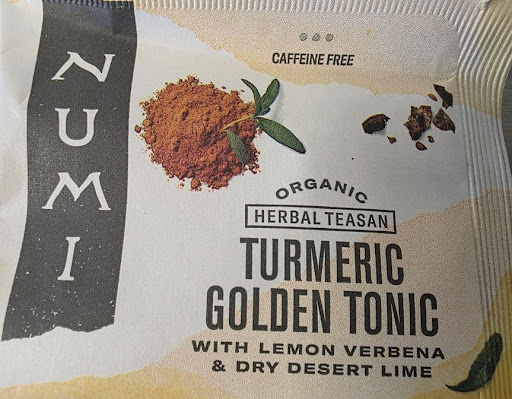 NUMI
CAFFEINE FREE
ORGANIC
HERBAL TEASAN
TURMERIC
GOLDEN TONIC
WITH LEMON VERBENA
& DRY DESERT LIME